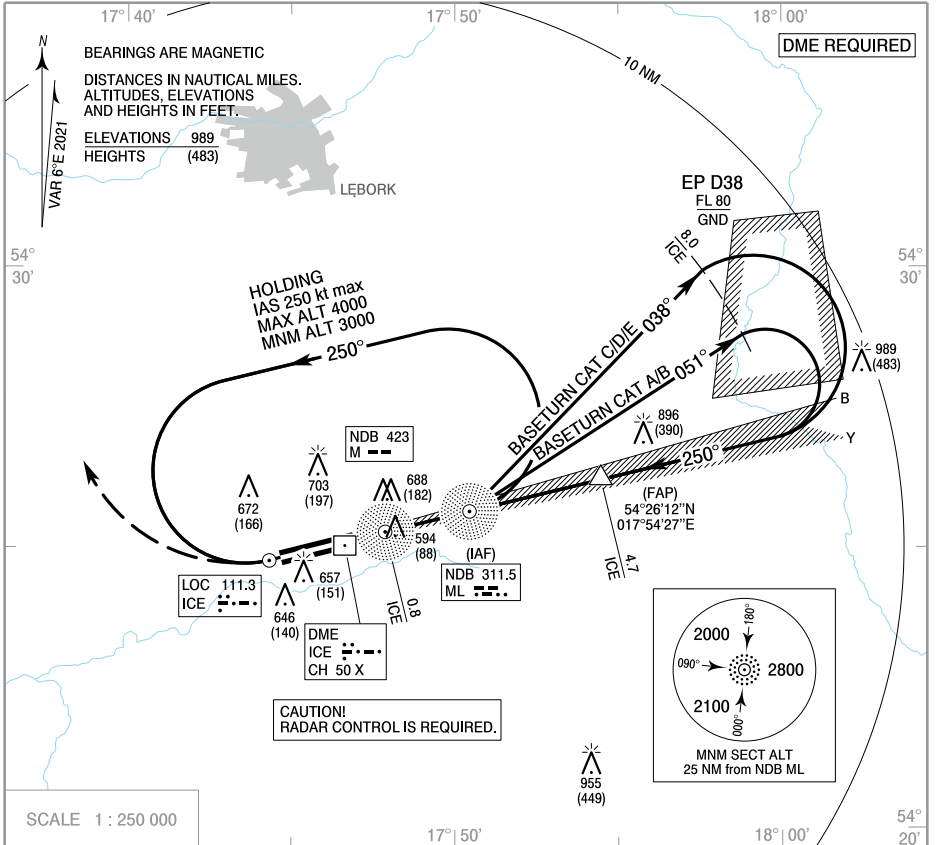 17°40'
17°50'
18°00'
N
BEARINGS ARE MAGNETIC
DISTANCES IN NAUTICAL MILES.
ALTITUDES, ELEVATIONS
AND HEIGHTS IN FEET.
ELEVATIONS 989
HEIGHTS (483)
VAR 6°E 2021
DME REQUIRED
10 NM
LĘBORK
EP D38
FL 80
GND
8.0
ICE
54°
30'
54°
30'
HOLDING
IAS 250 kt max
MAX ALT 4000
MNM ALT 3000
250°
BASETURN CAT C/D/E 038°
BASETURN CAT A/B 051°
989
(483)
B
Y
896
(390)
250°
NDB 423
M
703
(197)
688
(182)
672
(166)
594
(88)
(FAP)
54°26'12"N
017°54'27"E
4.7
ICE
(IAF)
NDB 311.5
ML
LOC 111.3
ICE
657
(151)
646
(140)
0.8
ICE
DME
ICE
CH 50 X
CAUTION!
RADAR CONTROL IS REQUIRED.
2000
180°
090°
2800
2100
000°
MNM SECT ALT
25 NM from NDB ML
955
(449)
SCALE 1 : 250 000
17°50'
18°00'
54°
20'